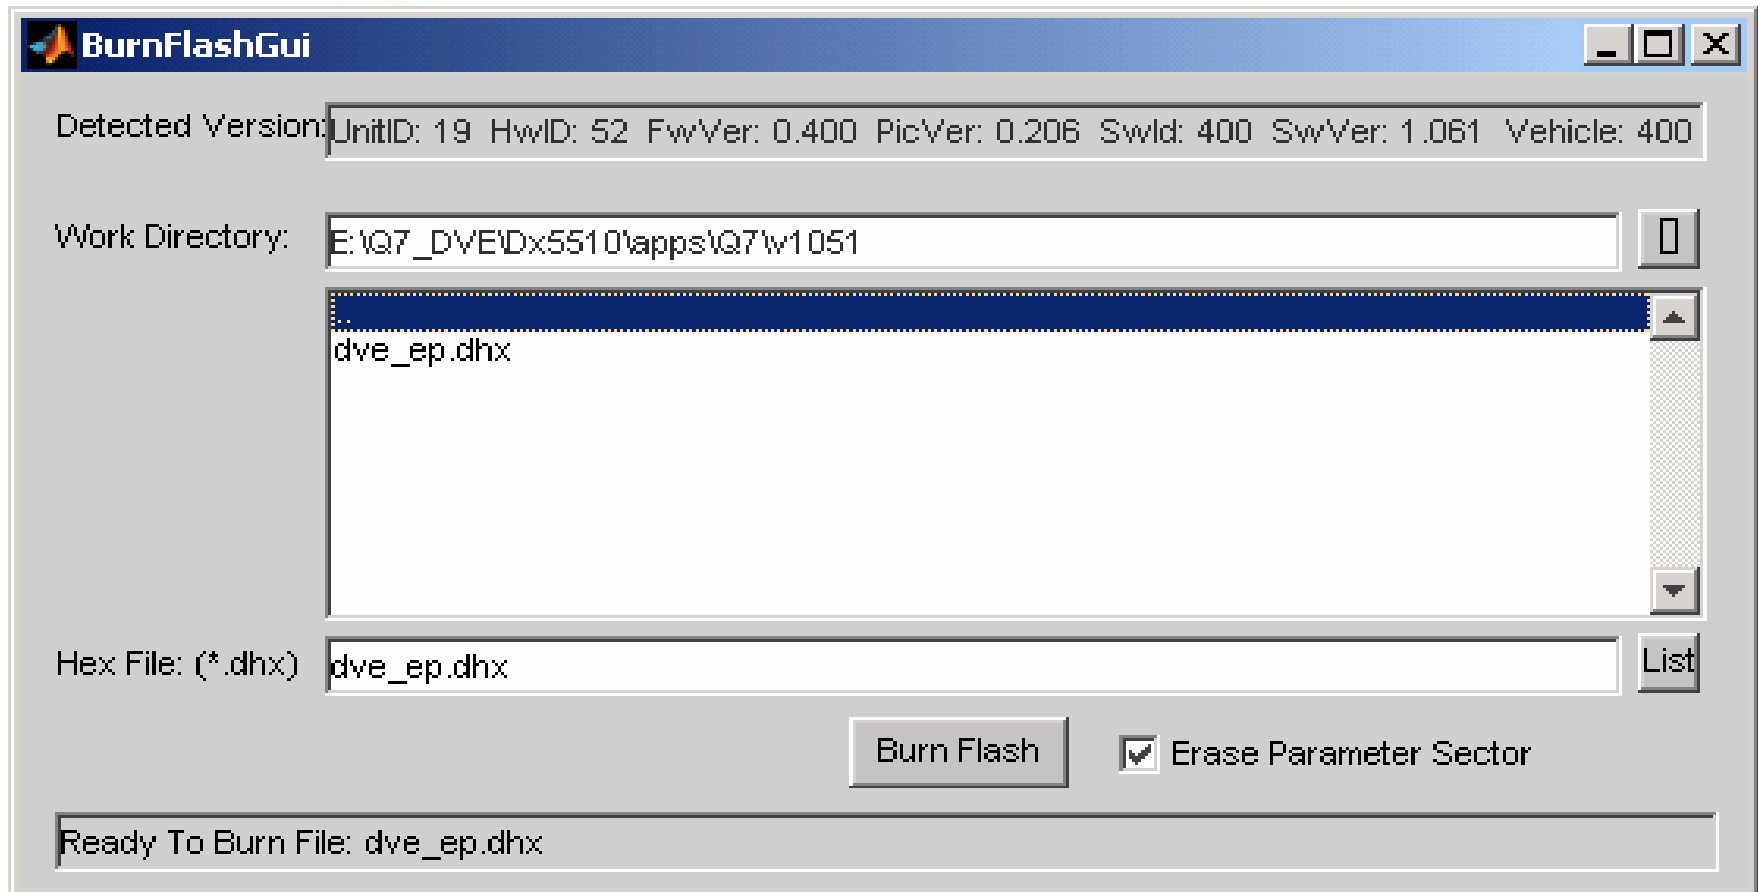 BurnFlashGui
Detected Version: UnitID: 19 HwID: 52 FwVer: 0.400 PicVer: 0.206 SwId: 400 SwVer: 1.061 Vehicle: 400
Work Directory: E:\Q7_DVE\Dx5510\apps\Q7\v1051
..
dve_ep.dhx
Hex File: (*.dhx) dve_ep.dhx List
Burn Flash Erase Parameter Sector
Ready To Burn File: dve_ep.dhx